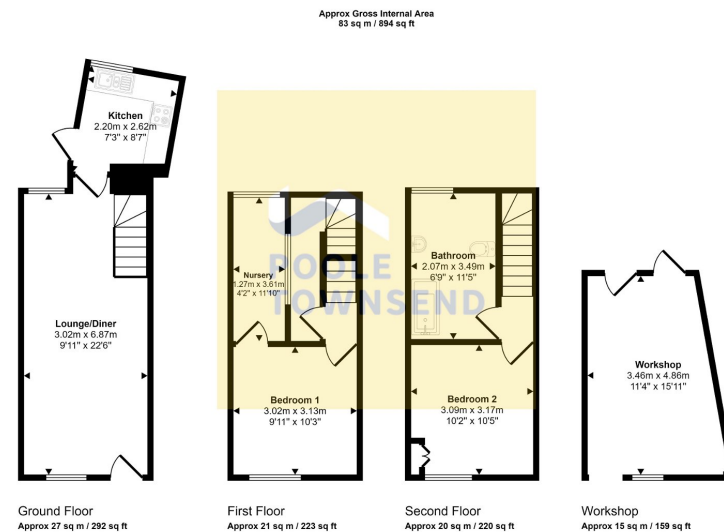 Approx Gross Internal Area
83 sq m / 894 sq ft
Kitchen
2.20m x 2.62m
7'3" x 8'7"
Lounge/Diner
3.02m x 6.87m
9'11" x 22'6"
Ground Floor
Approx 27 sq m / 292 sq ft
POOLE
TOWNSEND
Nursery
1.27m x 3.61m
4'2" x 11'10"
Bedroom 1
3.02m x 3.13m
9'11" x 10'3"
First Floor
Approx 21 sq m / 223 sq ft
Bathroom
2.07m x 3.49m
6'9" x 11'5"
Bedroom 2
3.09m x 3.17m
10'2" x 10'5"
Second Floor
Approx 20 sq m / 220 sq ft
Workshop
3.46m x 4.86m
11'4" x 15'11"
Workshop
Approx 15 sq m / 159 sq ft